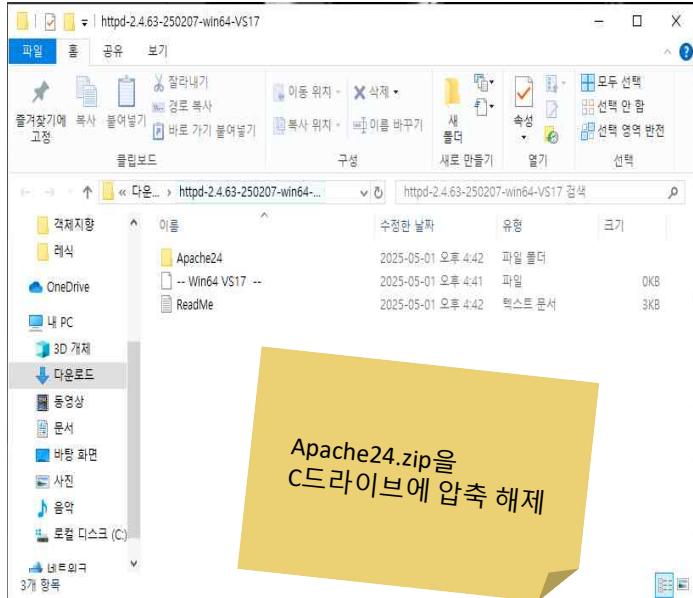 httpd-2.4.63-250207-win64-VS17
파일 홈 공유 보기
즐겨찾기에 고정
복사
붙여넣기
잘라내기
경로 복사
바로 가기 붙여넣기
이동 위치
복사 위치
삭제
이름 바꾸기
새 폴더
속성
모두 선택
선택 안 함
선택 영역 반전
클립보드 구성 새로 만들기 열기 선택
« 다운... › httpd-2.4.63-250207-win64-...
httpd-2.4.63-250207-win64-VS17 검색
이름 수정한 날짜 유형 크기
Apache24 2025-05-01 오후 4:42 파일 폴더
-- Win64 VS17 -- 2025-05-01 오후 4:41 파일 0KB
ReadMe 2025-05-01 오후 4:42 텍스트 문서 3KB
객체지향
레식
OneDrive
내 PC
3D 개체
다운로드
동영상
문서
바탕 화면
사진
음악
로컬 디스크 (C:)
네트워크
3개 항목
Apache24.zip을
C드라이브에 압축 해제